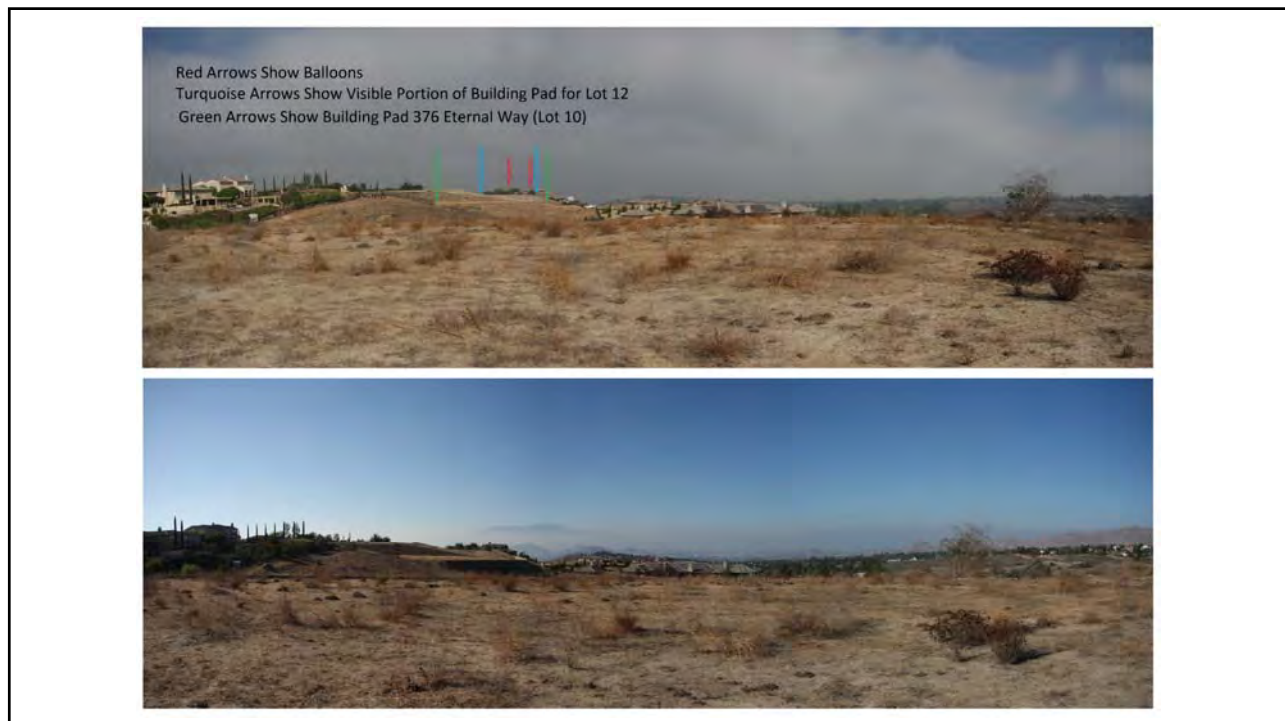 Red Arrows Show Balloons
Turquoise Arrows Show Visible Portion of Building Pad for Lot 12
Green Arrows Show Building Pad 376 Eternal Way (Lot 10)